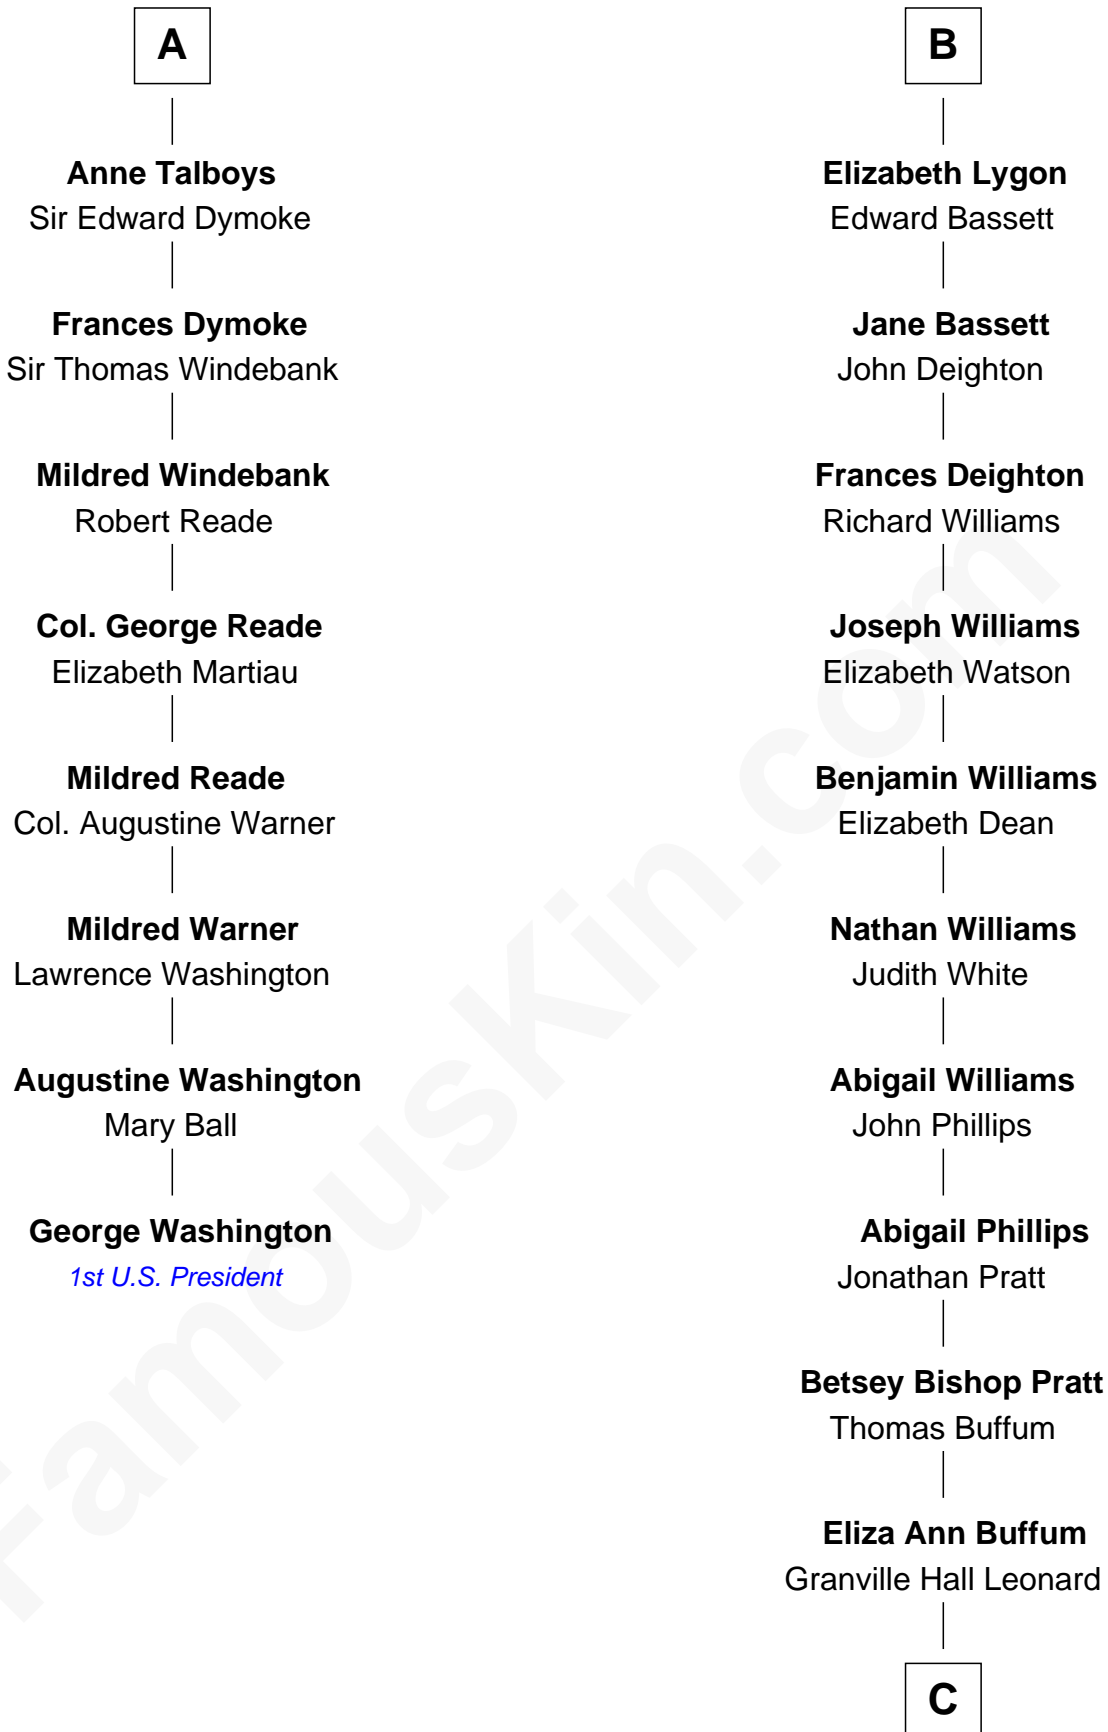 A
Anne Talboys
Sir Edward Dymoke
Frances Dymoke
Sir Thomas Windebank
Mildred Windebank
Robert Reade
Col. George Reade
Elizabeth Martiau
Mildred Reade
Col. Augustine Warner
Mildred Warner
Lawrence Washington
Augustine Washington
Mary Ball
George Washington
1st U.S. President
B
Elizabeth Lygon
Edward Bassett
Jane Bassett
John Deighton
Frances Deighton
Richard Williams
Joseph Williams
Elizabeth Watson
Benjamin Williams
Elizabeth Dean
Nathan Williams
Judith White
Abigail Williams
John Phillips
Abigail Phillips
Jonathan Pratt
Betsey Bishop Pratt
Thomas Buffum
Eliza Ann Buffum
Granville Hall Leonard
C
FamousKin.com